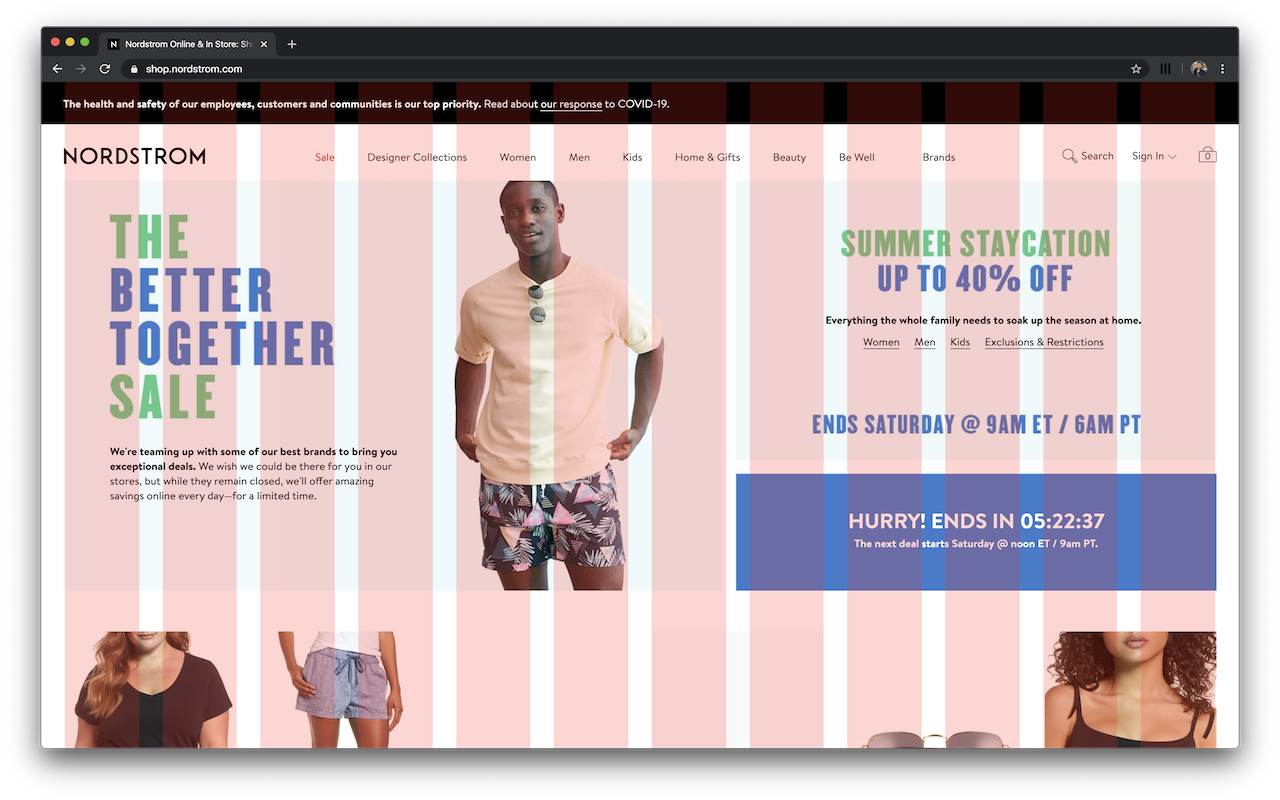 Nordstrom Online & In Store: Sh
shop.nordstrom.com
The health and safety of our employees, customers and communities is our top priority. Read about our response to COVID-19.
NORDSTROM
Sale Designer Collections Women Men Kids Home & Gifts Beauty Be Well Brands
Search Sign In 0
THE
BETTER
TOGETHER
SALE
We're teaming up with some of our best brands to bring you
exceptional deals. We wish we could be there for you in our
stores, but while they remain closed, we'll offer amazing
savings online every day—for a limited time.
SUMMER STAYCATION
UP TO 40% OFF
Everything the whole family needs to soak up the season at home.
Women Men Kids Exclusions & Restrictions
ENDS SATURDAY @ 9AM ET / 6AM PT
HURRY! ENDS IN 05:22:37
The next deal starts Saturday @ noon ET / 9am PT.